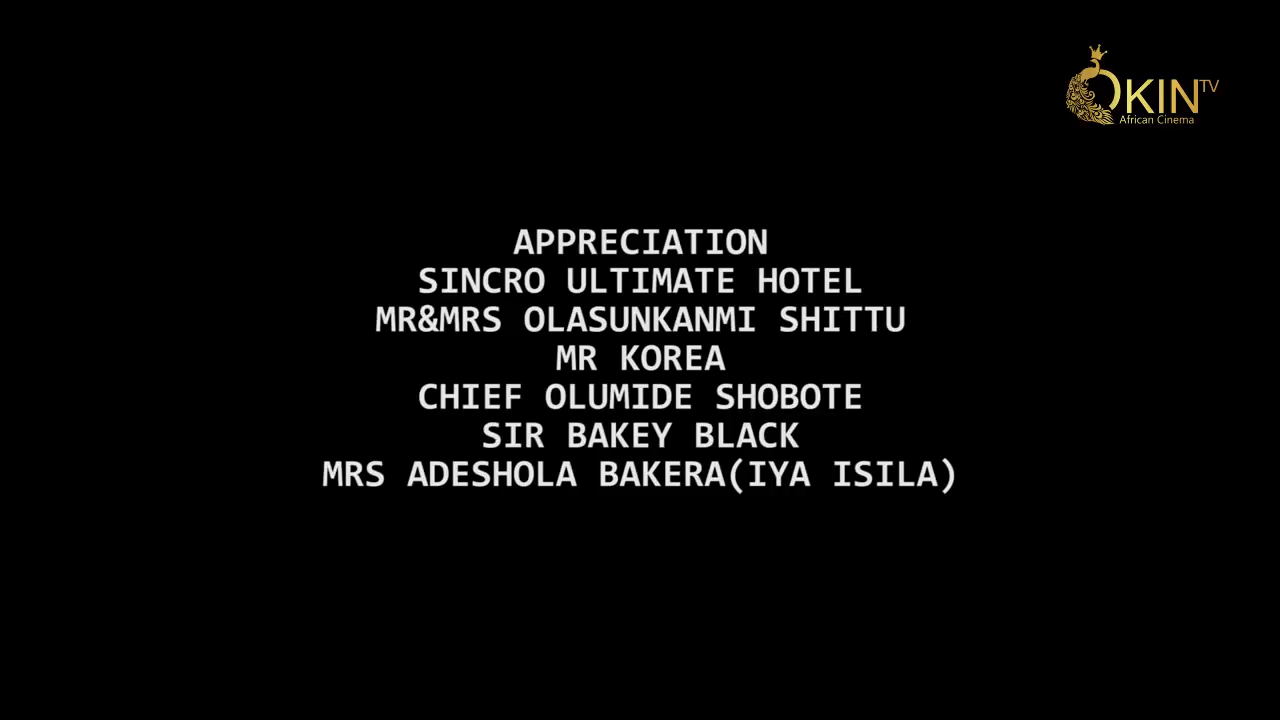 OKIN TV
African Cinema
APPRECIATION
SINCRO ULTIMATE HOTEL
MR&MRS OLASUNKANMI SHITTU
MR KOREA
CHIEF OLUMIDE SHOBOTE
SIR BAKEY BLACK
MRS ADESHOLA BAKERA(IYA ISILA)